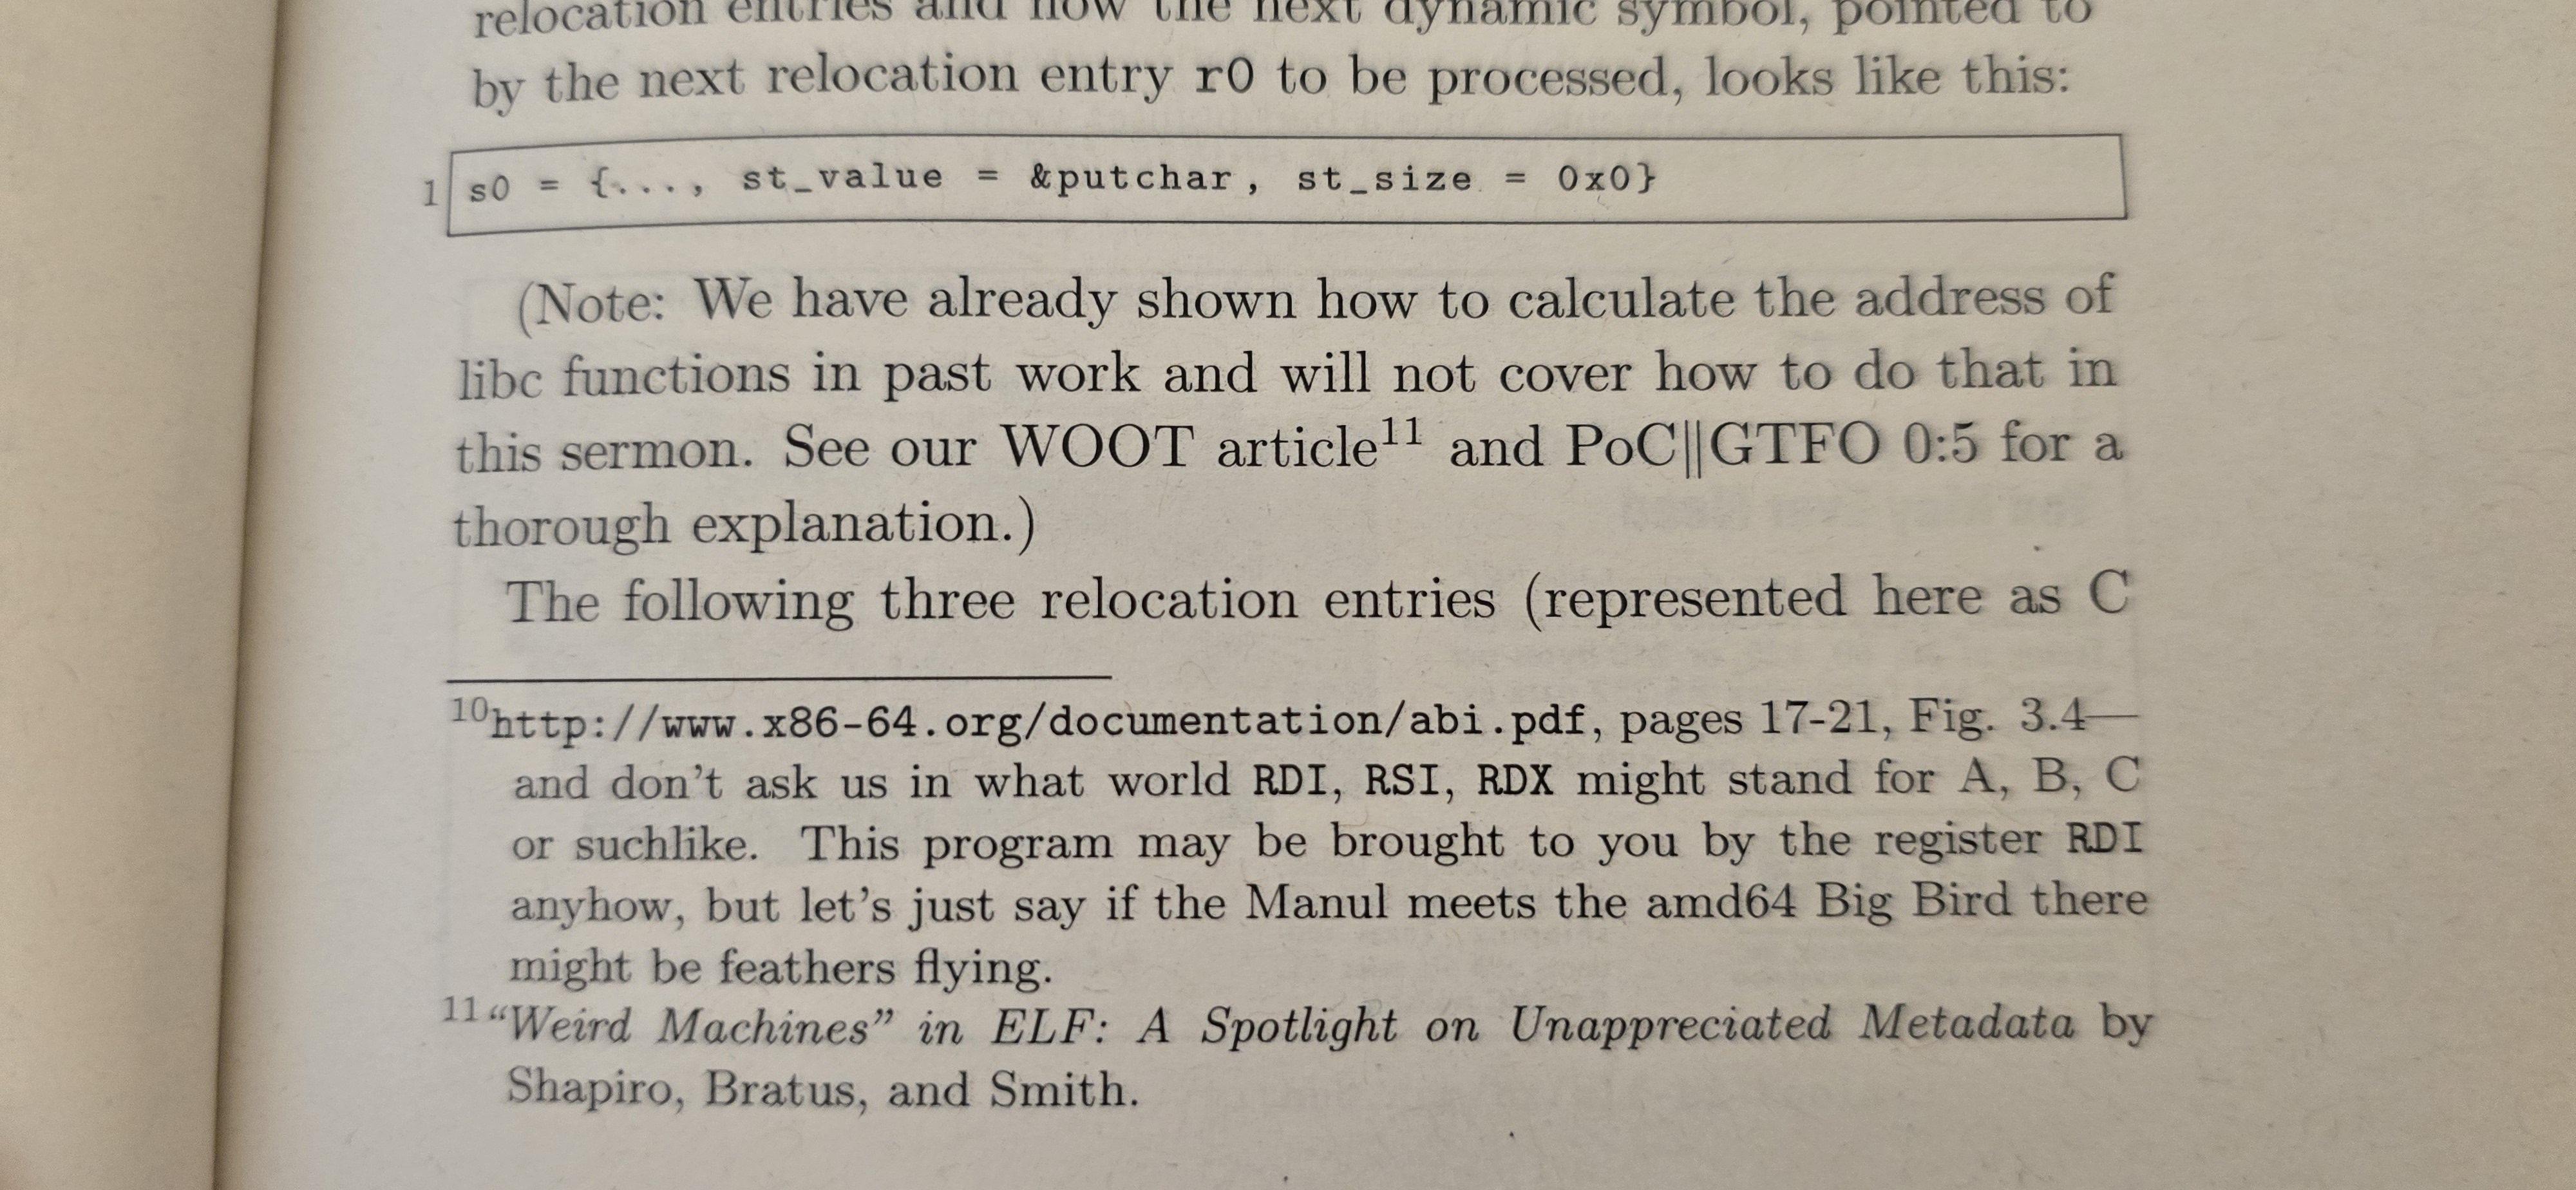 relocation entries and how the next dynamic symbol, pointed to
by the next relocation entry r0 to be processed, looks like this:
1 s0 = {..., st_value = &putchar, st_size = 0x0}
(Note: We have already shown how to calculate the address of
libc functions in past work and will not cover how to do that in
this sermon. See our WOOT article¹¹ and PoC||GTFO 0:5 for a
thorough explanation.)
The following three relocation entries (represented here as C
¹⁰http://www.x86-64.org/documentation/abi.pdf, pages 17-21, Fig. 3.4—
and don't ask us in what world RDI, RSI, RDX might stand for A, B, C
or suchlike. This program may be brought to you by the register RDI
anyhow, but let's just say if the Manul meets the amd64 Big Bird there
might be feathers flying.
¹¹“Weird Machines” in ELF: A Spotlight on Unappreciated Metadata by
Shapiro, Bratus, and Smith.